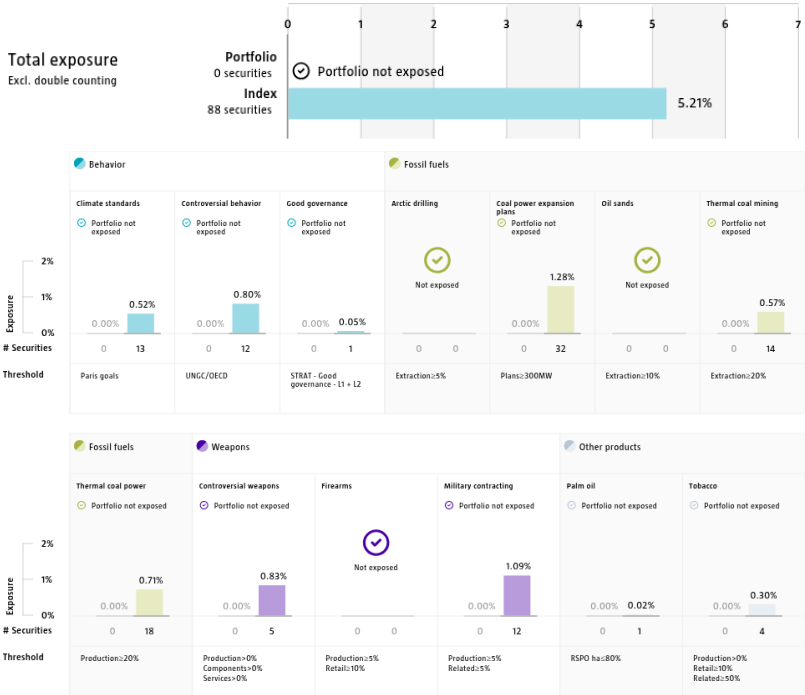 0 1 2 3 4 5 6 7
Total exposure
Excl. double counting
Portfolio
0 securities
Portfolio not exposed
Index
88 securities
5.21%
Behavior
Fossil fuels
Climate standards
Portfolio not
exposed
Controversial behavior
Portfolio not
exposed
Good governance
Portfolio not
exposed
Arctic drilling
Not exposed
Coal power expansion
plans
Portfolio not
exposed
Oil sands
Not exposed
Thermal coal mining
Portfolio not
exposed
Exposure
2%
1%
0%
0.00% 0.52% 0.00% 0.80% 0.00% 0.05% 0.00% 1.28% 0.00% 0.57%
# Securities 0 13 0 12 0 1 0 0 0 32 0 0 0 14
Threshold
Paris goals
UNGC/OECD
STRAT - Good
governance - L1 + L2
Extraction≥5%
Plans≥300MW
Extraction≥10%
Extraction≥20%
Fossil fuels
Weapons
Other products
Thermal coal power
Portfolio not exposed
Controversial weapons
Portfolio not exposed
Firearms
Not exposed
Military contracting
Portfolio not exposed
Palm oil
Portfolio not exposed
Tobacco
Portfolio not exposed
Exposure
2%
1%
0%
0.00% 0.71% 0.00% 0.83% 0.00% 1.09% 0.00% 0.02% 0.00% 0.30%
# Securities 0 18 0 5 0 0 0 12 0 1 0 4
Threshold
Production≥20%
Production>0%
Components>0%
Services>0%
Production≥5%
Retail≥10%
Production≥5%
Related≥5%
RSPO ha≤80%
Production>0%
Retail≥10%
Related≥50%